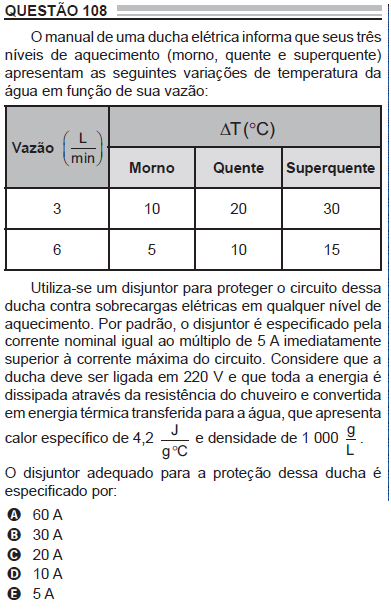 QUESTÃO 108
O manual de uma ducha elétrica informa que seus três
níveis de aquecimento (morno, quente e superquente)
apresentam as seguintes variações de temperatura da
água em função de sua vazão:
Vazão (L/min)
ΔT (°C)
Morno Quente Superquente
3 10 20 30
6 5 10 15
Utiliza-se um disjuntor para proteger o circuito dessa
ducha contra sobrecargas elétricas em qualquer nível de
aquecimento. Por padrão, o disjuntor é especificado pela
corrente nominal igual ao múltiplo de 5 A imediatamente
superior à corrente máxima do circuito. Considere que a
ducha deve ser ligada em 220 V e que toda a energia é
dissipada através da resistência do chuveiro e convertida
em energia térmica transferida para a água, que apresenta
calor específico de 4,2 J/g °C e densidade de 1 000 g/L .
O disjuntor adequado para a proteção dessa ducha é
especificado por:
A 60 A
B 30 A
C 20 A
D 10 A
E 5 A